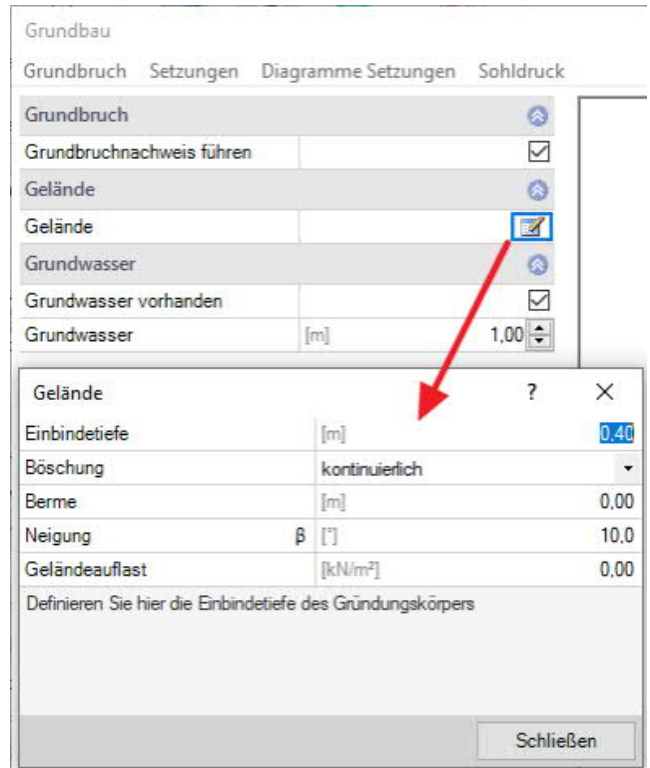 Grundbau
Grundbruch Setzungen Diagramme Setzungen Sohldruck
Grundbruch
Grundbruchnachweis führen
Gelände
Gelände
Grundwasser
Grundwasser vorhanden
Grundwasser [m] 1,00
Gelände ? X
Einbindetiefe [m] 0,40
Böschung kontinuierlich
Berme [m] 0,00
Neigung β [°] 10,0
Geländeauflast [kN/m²] 0,00
Definieren Sie hier die Einbindetiefe des Gründungskörpers
Schließen